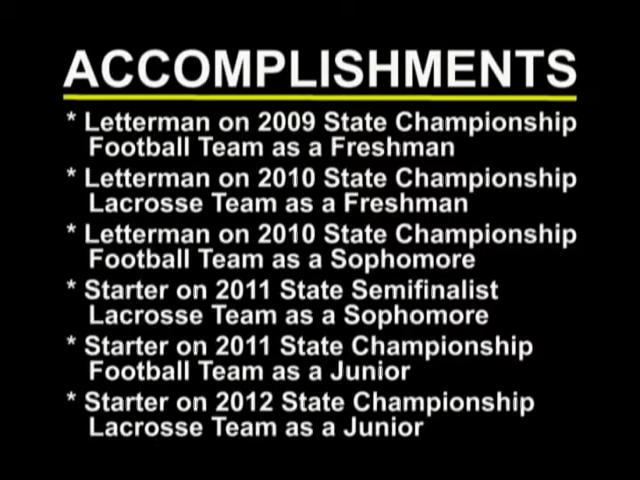 ACCOMPLISHMENTS
* Letterman on 2009 State Championship
Football Team as a Freshman
* Letterman on 2010 State Championship
Lacrosse Team as a Freshman
* Letterman on 2010 State Championship
Football Team as a Sophomore
* Starter on 2011 State Semifinalist
Lacrosse Team as a Sophomore
* Starter on 2011 State Championship
Football Team as a Junior
* Starter on 2012 State Championship
Lacrosse Team as a Junior